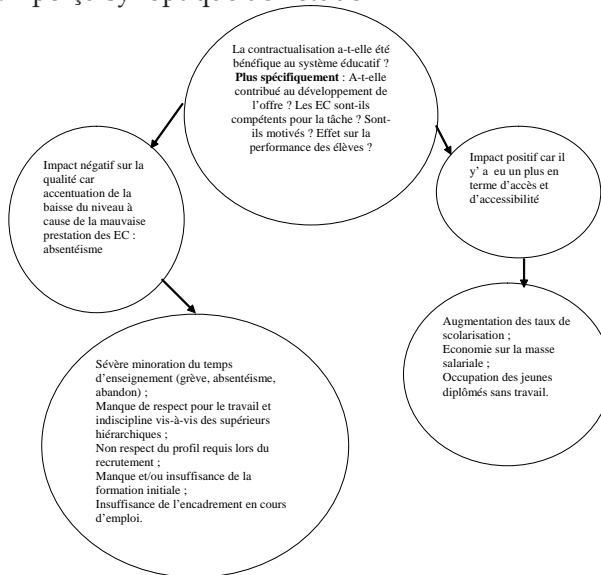 La contractualisation a-t-elle été
bénéfique au système éducatif ?
Plus spécifiquement : A-t-elle
contribué au développement de
l'offre ? Les EC sont-ils
compétents pour la tâche ? Sont-
ils motivés ? Effet sur la
performance des élèves ?
Impact négatif sur la
qualité car
accentuation de la
baisse du niveau à
cause de la mauvaise
prestation des EC :
absentéisme
Impact positif car il
y' a eu un plus en
terme d'accès et
d'accessibilité
Sévère minoration du temps
d'enseignement (grève, absentéisme,
abandon) ;
Manque de respect pour le travail et
indiscipline vis-à-vis des supérieurs
hiérarchiques ;
Non respect du profil requis lors du
recrutement ;
Manque et/ou insuffisance de la
formation initiale ;
Insuffisance de l'encadrement en cours
d'emploi.
Augmentation des taux de
scolarisation ;
Economie sur la masse
salariale ;
Occupation des jeunes
diplômés sans travail.